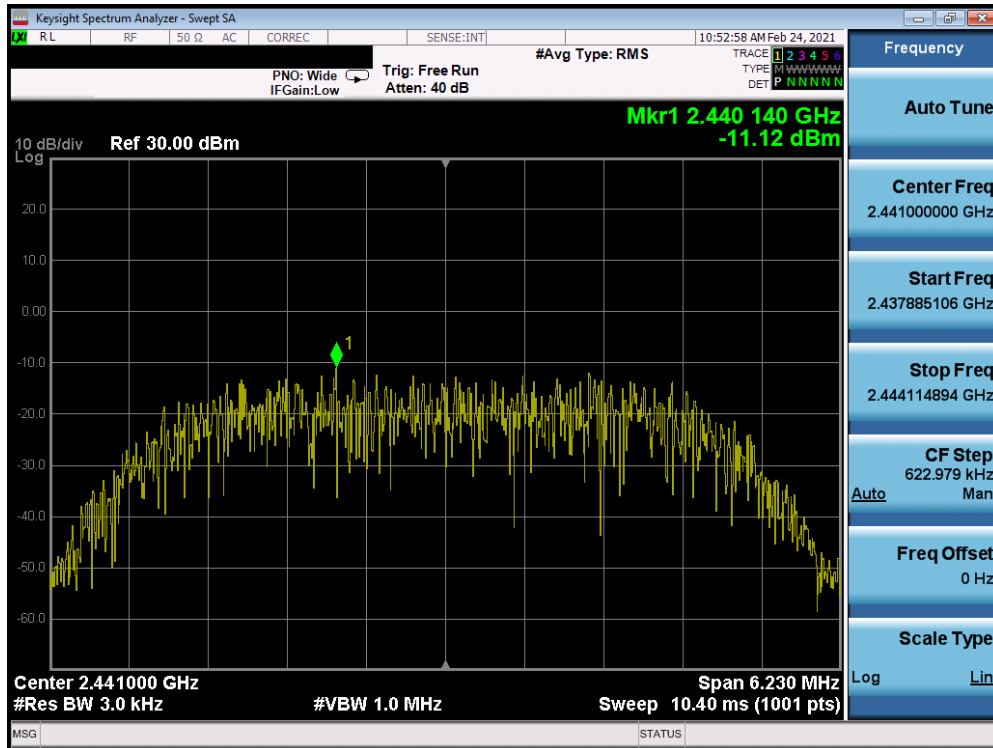 Keysight Spectrum Analyzer - Swept SA
LXI RL RF 50 Ω AC CORREC SENSE:INT 10:52:58 AM Feb 24, 2021
PNO: Wide
IFGain:Low
Trig: Free Run
Atten: 40 dB
#Avg Type: RMS
TRACE 1 2 3 4 5 6
TYPE M W W W W W
DET P N N N N N
Mkr1 2.440 140 GHz
-11.12 dBm
10 dB/div
Log
Ref 30.00 dBm
20.0
10.0
0.00
-10.0
-20.0
-30.0
-40.0
-50.0
-60.0
1
Center 2.441000 GHz
#Res BW 3.0 kHz
#VBW 1.0 MHz
Span 6.230 MHz
Sweep 10.40 ms (1001 pts)
MSG
STATUS
Frequency
Auto Tune
Center Freq
2.441000000 GHz
Start Freq
2.437885106 GHz
Stop Freq
2.444114894 GHz
CF Step
622.979 kHz
Auto Man
Freq Offset
0 Hz
Scale Type
Log Lin